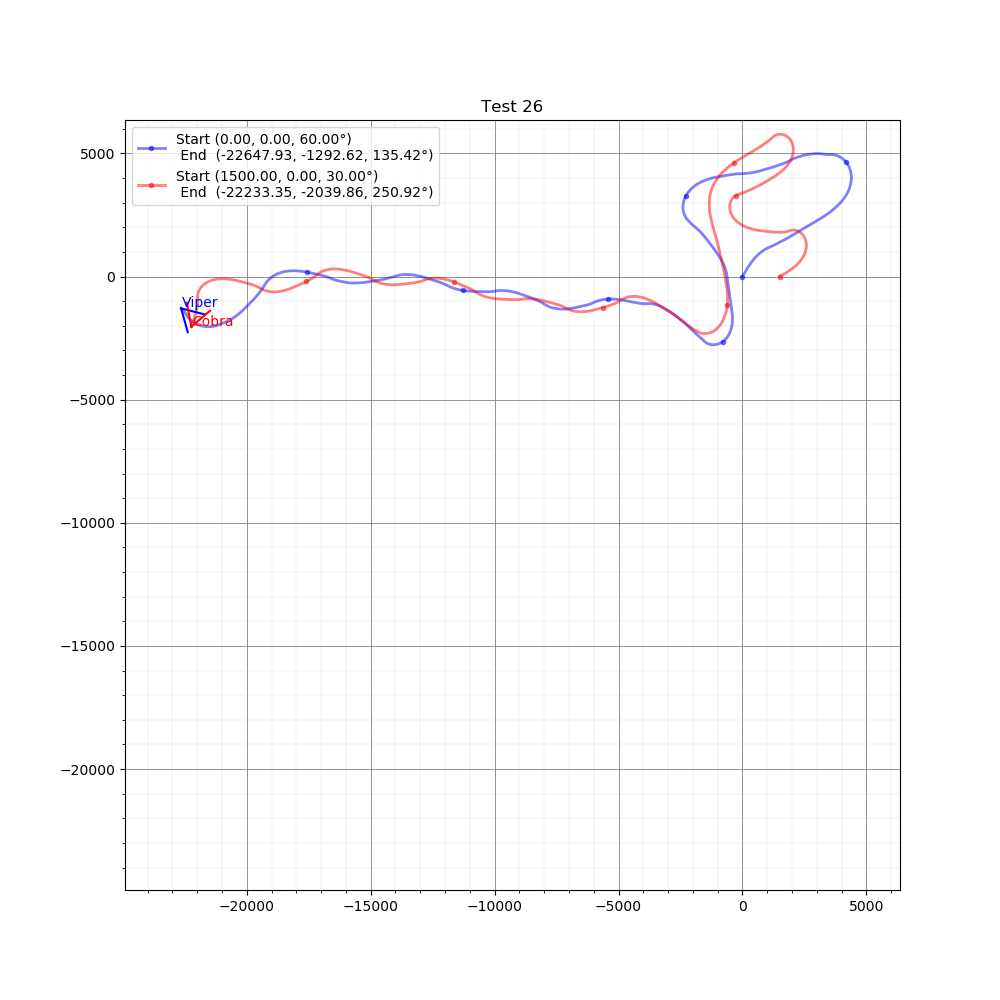 Test 26
Start (0.00, 0.00, 60.00°)
End (-22647.93, -1292.62, 135.42°)
Start (1500.00, 0.00, 30.00°)
End (-22233.35, -2039.86, 250.92°)
5000
0
−5000
−10000
−15000
−20000
Viper
Cobra
−20000 −15000 −10000 −5000 0 5000